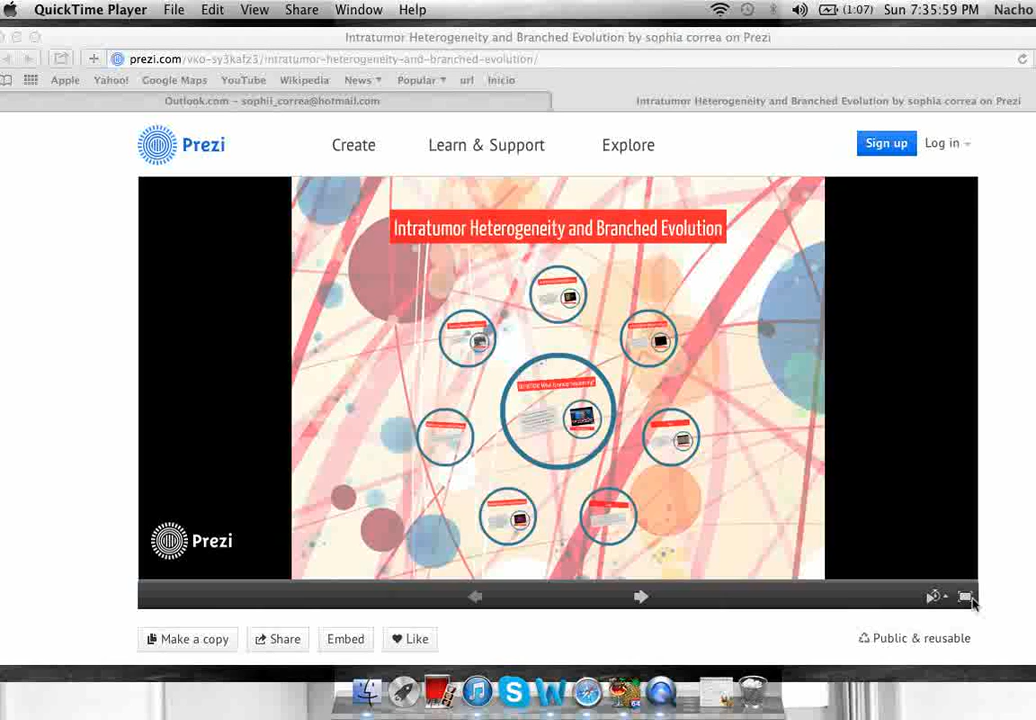 QuickTime Player File Edit View Share Window Help (1:07) Sun 7:35:59 PM Nacho
Intratumor Heterogeneity and Branched Evolution by sophia correa on Prezi
prezi.com/vko-sy3kafz3/intratumor-heterogeneity-and-branched-evolution/
Apple Yahoo! Google Maps YouTube Wikipedia News Popular url Inicio
Outlook.com – sophii_correa@hotmail.com Intratumor Heterogeneity and Branched Evolution by sophia correa on Prezi
Prezi Create Learn & Support Explore Sign up Log in
Intratumor Heterogeneity and Branched Evolution
Prezi
Make a copy Share Embed Like Public & reusable